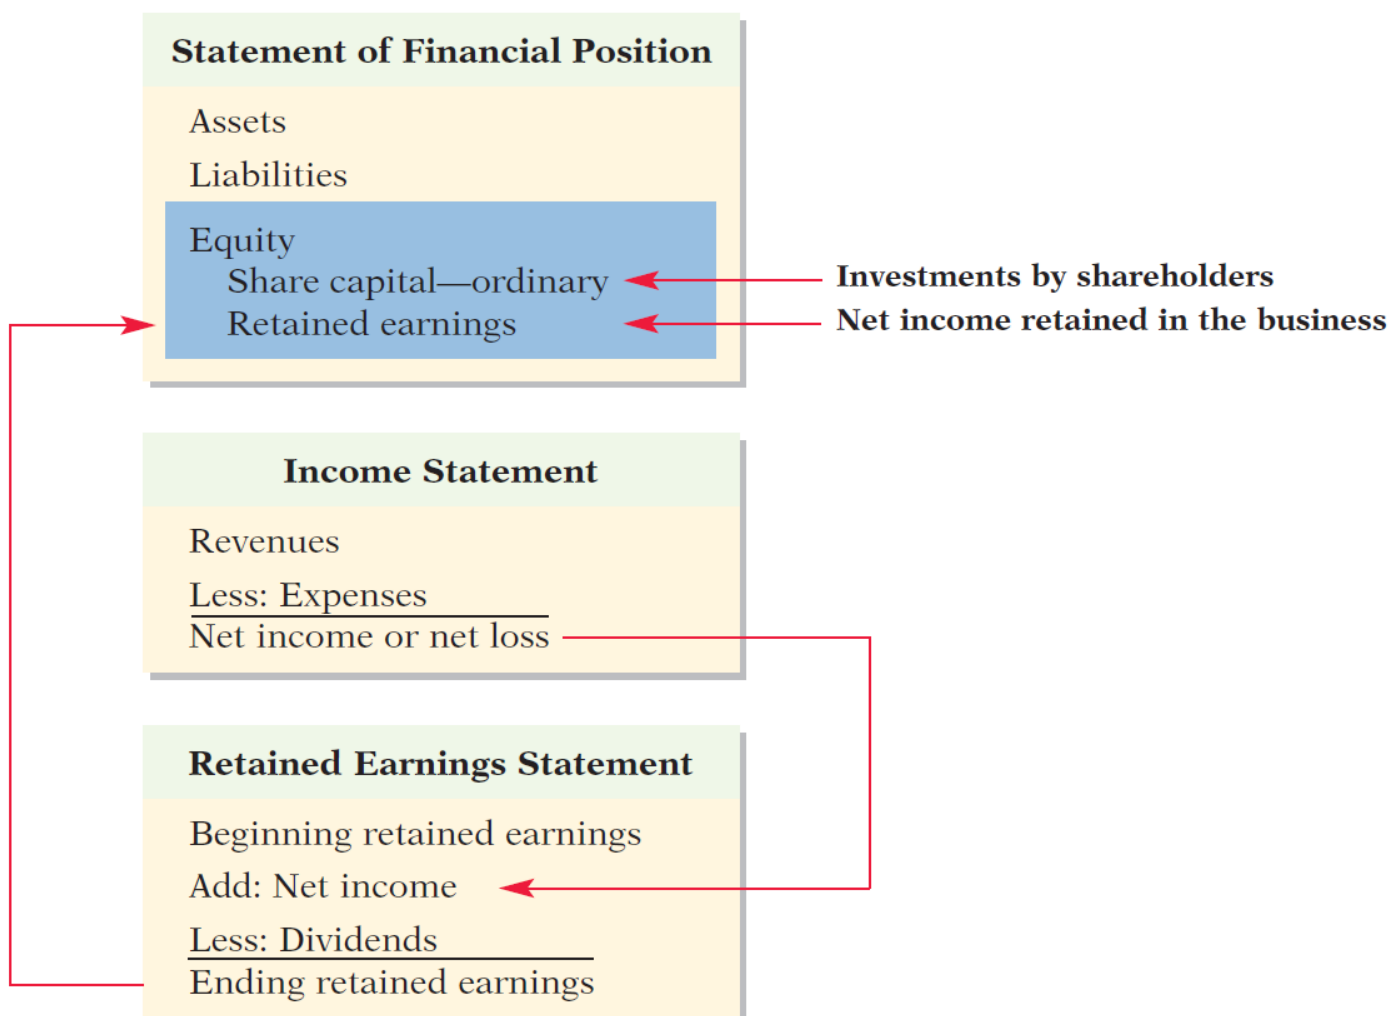 Statement of Financial Position
Assets
Liabilities
Equity
Share capital—ordinary
Investments by shareholders
Retained earnings
Net income retained in the business
Income Statement
Revenues
Less: Expenses
Net income or net loss
Retained Earnings Statement
Beginning retained earnings
Add: Net income
Less: Dividends
Ending retained earnings